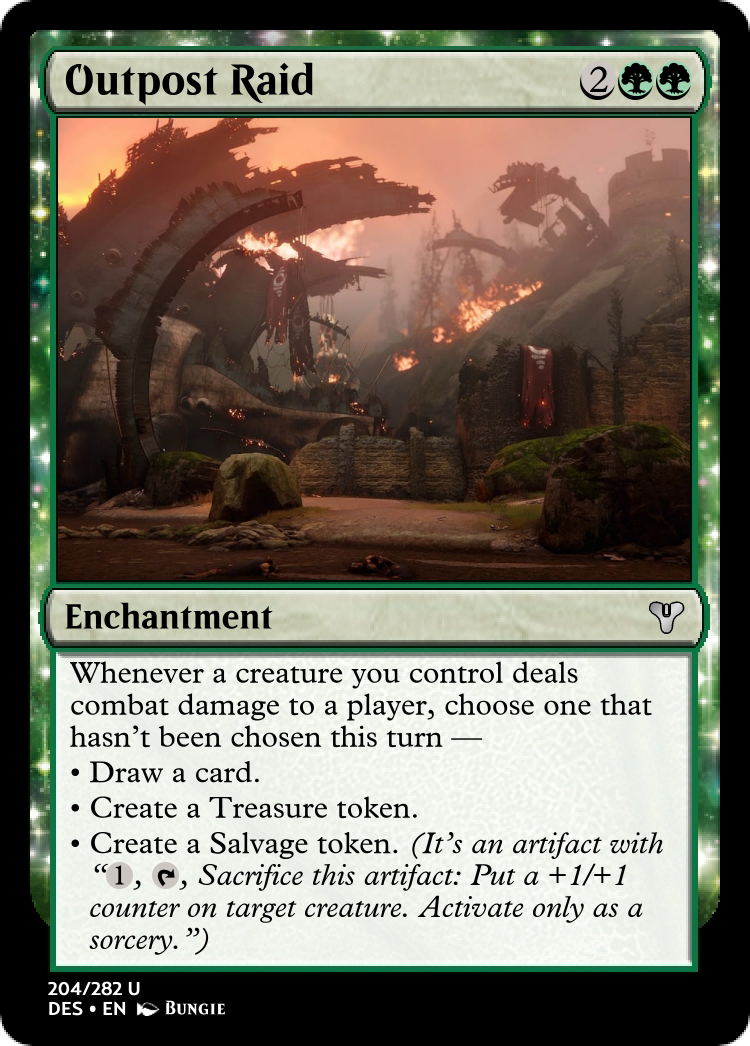 Outpost Raid 2
Enchantment
Whenever a creature you control deals
combat damage to a player, choose one that
hasn't been chosen this turn —
• Draw a card.
• Create a Treasure token.
• Create a Salvage token. (It's an artifact with
“1, , Sacrifice this artifact: Put a +1/+1
counter on target creature. Activate only as a
sorcery.”)
204/282 U
DES • EN Bungie